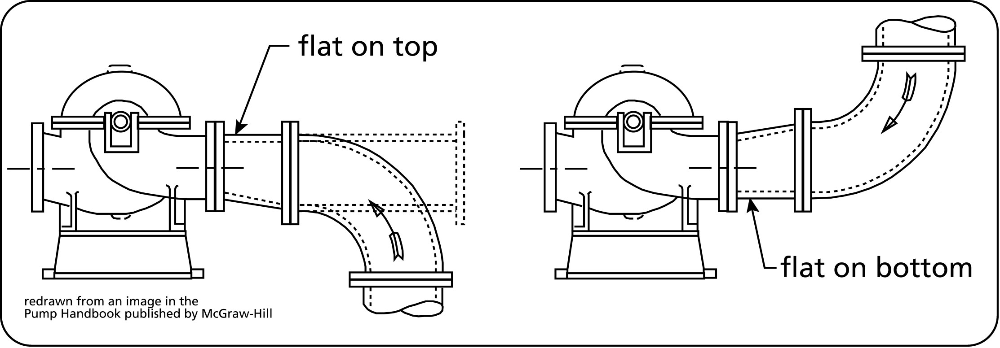 flat on top
flat on bottom
redrawn from an image in the
Pump Handbook published by McGraw-Hill